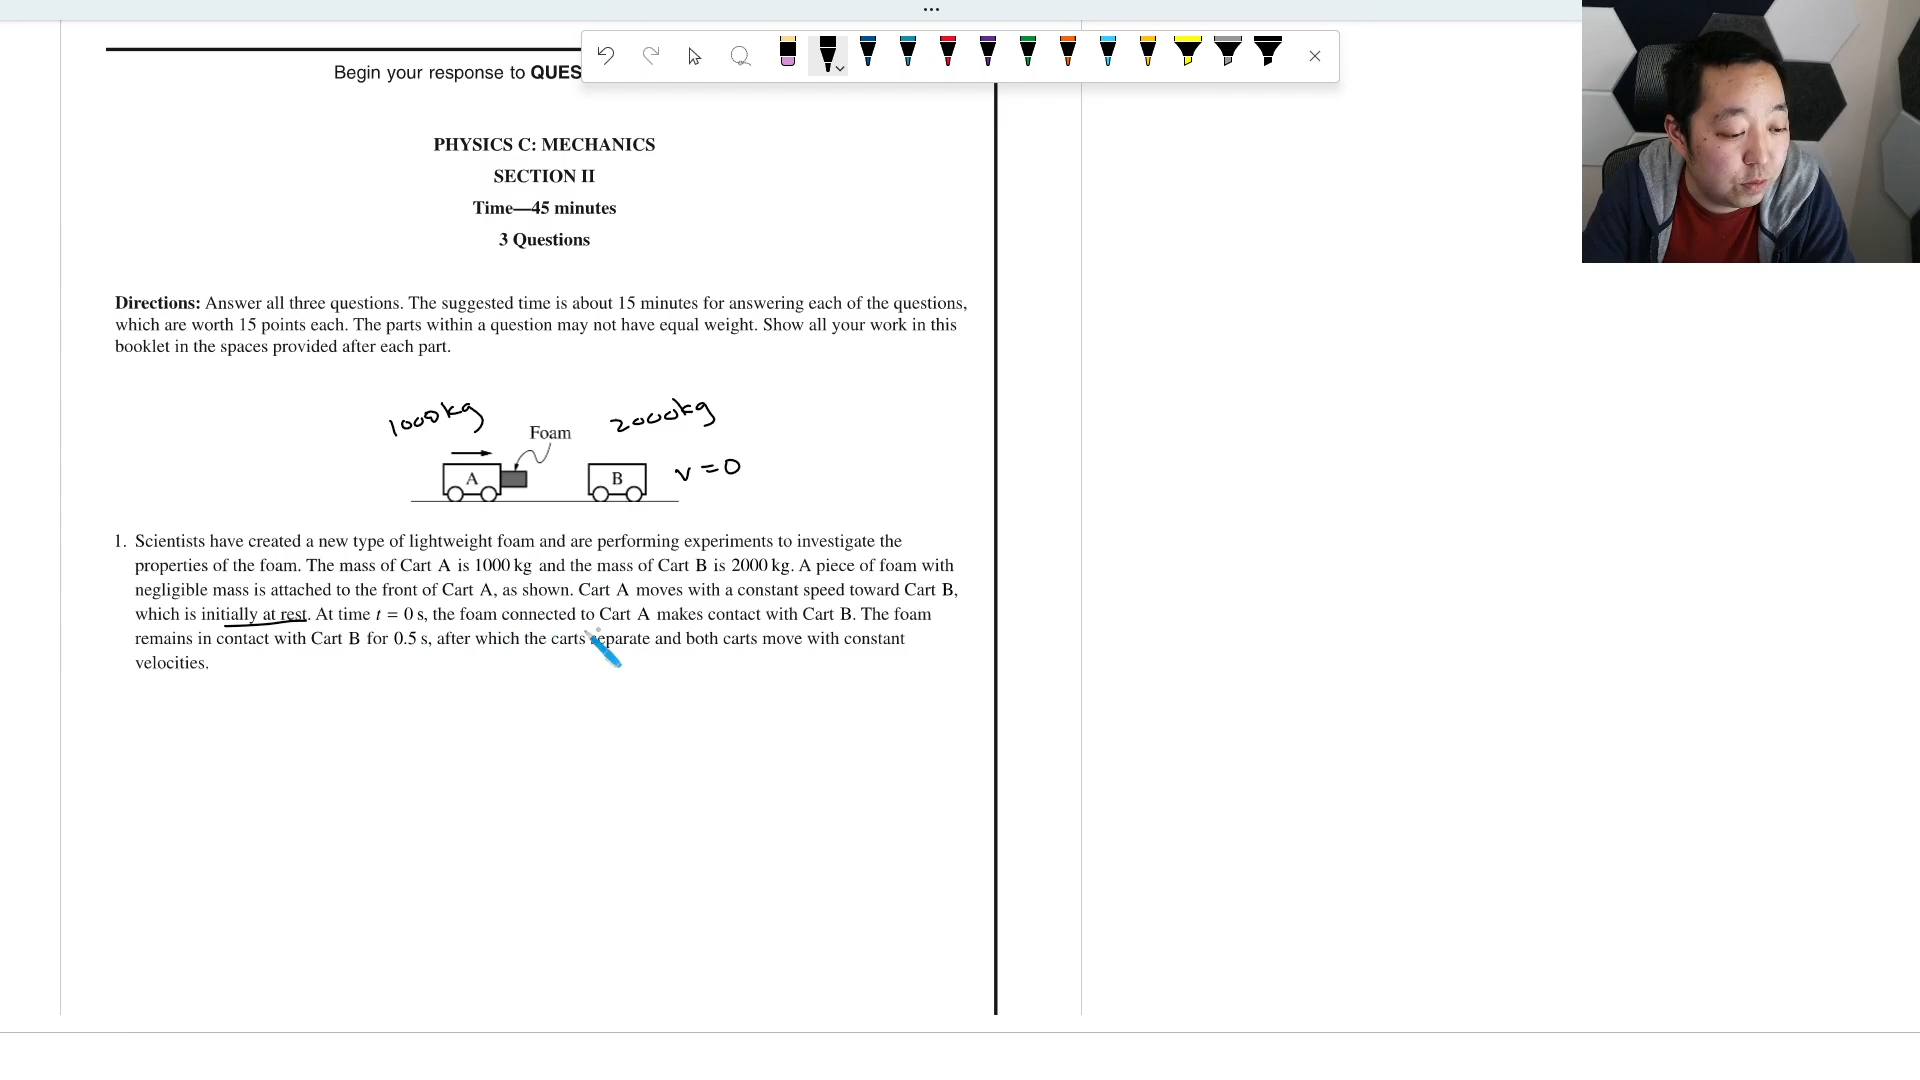 ...
Begin your response to QUES
PHYSICS C: MECHANICS
SECTION II
Time—45 minutes
3 Questions
Directions: Answer all three questions. The suggested time is about 15 minutes for answering each of the questions,
which are worth 15 points each. The parts within a question may not have equal weight. Show all your work in this
booklet in the spaces provided after each part.
1000kg
2000kg
Foam
A
B
v = 0
1. Scientists have created a new type of lightweight foam and are performing experiments to investigate the
properties of the foam. The mass of Cart A is 1000 kg and the mass of Cart B is 2000 kg. A piece of foam with
negligible mass is attached to the front of Cart A, as shown. Cart A moves with a constant speed toward Cart B,
which is initially at rest. At time t = 0 s, the foam connected to Cart A makes contact with Cart B. The foam
remains in contact with Cart B for 0.5 s, after which the carts separate and both carts move with constant
velocities.